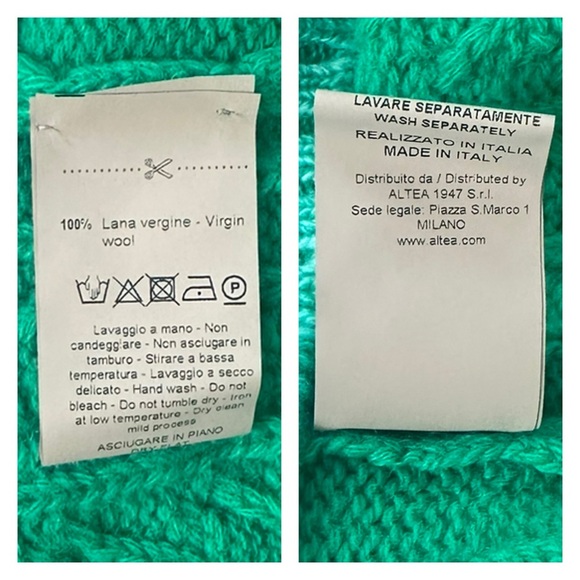 100% Lana vergine - Virgin
wool
P
Lavaggio a mano - Non
candeggiare - Non asciugare in
tamburo - Stirare a bassa
temperatura - Lavaggio a secco
delicato - Hand wash - Do not
bleach - Do not tumble dry - Iron
at low temperature - Dry clean
mild process
ASCIUGARE IN PIANO
DRY FLAT
LAVARE SEPARATAMENTE
WASH SEPARATELY
REALIZZATO IN ITALIA
MADE IN ITALY
Distribuito da / Distributed by
ALTEA 1947 S.r.l.
Sede legale: Piazza S.Marco 1
MILANO
www.altea.com